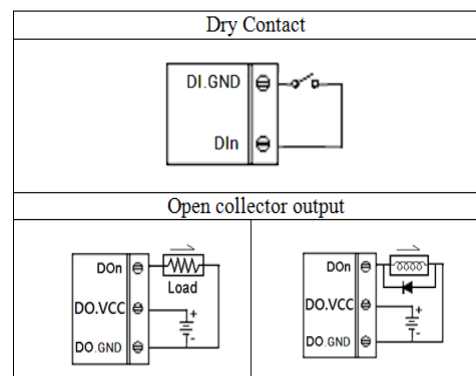 Dry Contact
DI.GND
DIn
Open collector output
DOn
Load
DO.VCC
+
-
DO.GND
DOn
DO.VCC
+
-
DO.GND